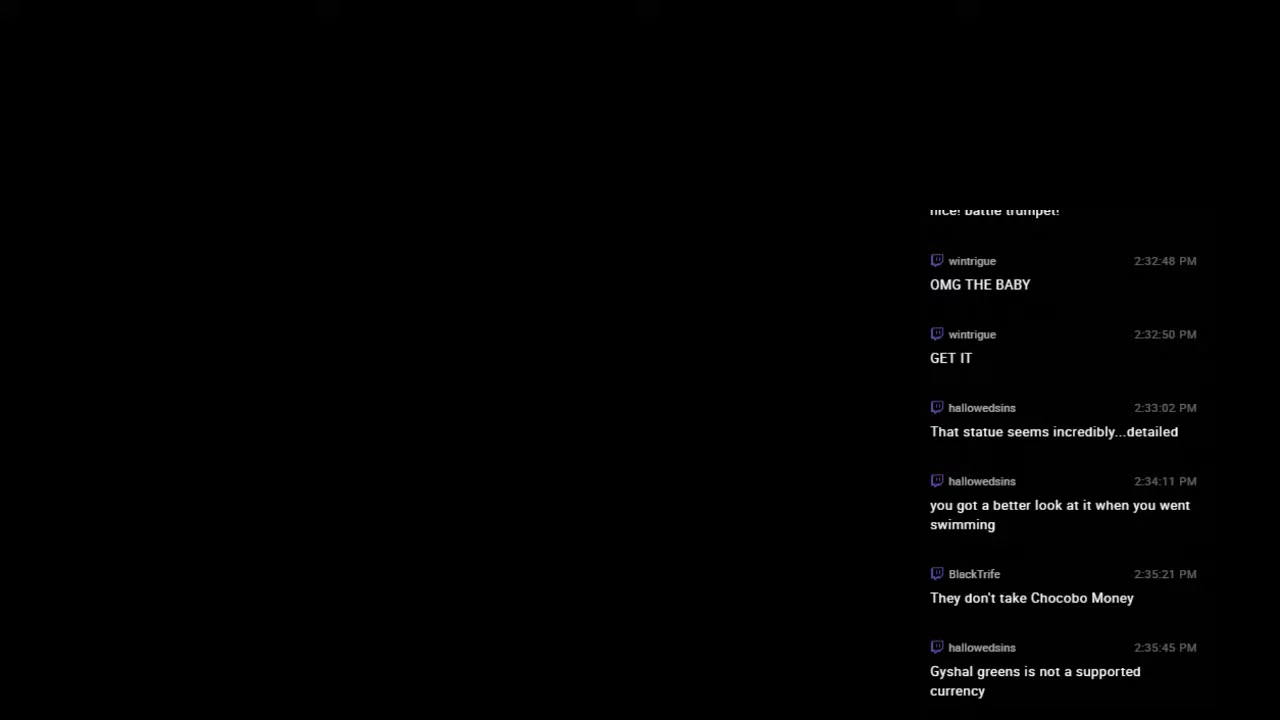 nice! battle trumpet!
wintrigue 2:32:48 PM
OMG THE BABY
wintrigue 2:32:50 PM
GET IT
hallowedsins 2:33:02 PM
That statue seems incredibly...detailed
hallowedsins 2:34:11 PM
you got a better look at it when you went
swimming
BlackTrife 2:35:21 PM
They don't take Chocobo Money
hallowedsins 2:35:45 PM
Gyshal greens is not a supported
currency